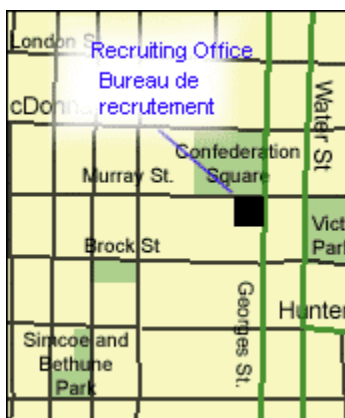 London S
Recruiting Office
Bureau de
recrutement
cDonn
Confederation
Square
Murray St.
Water St
Vict
Park
Brock St
Georges St.
Hunter
Simcoe and
Bethune
Park